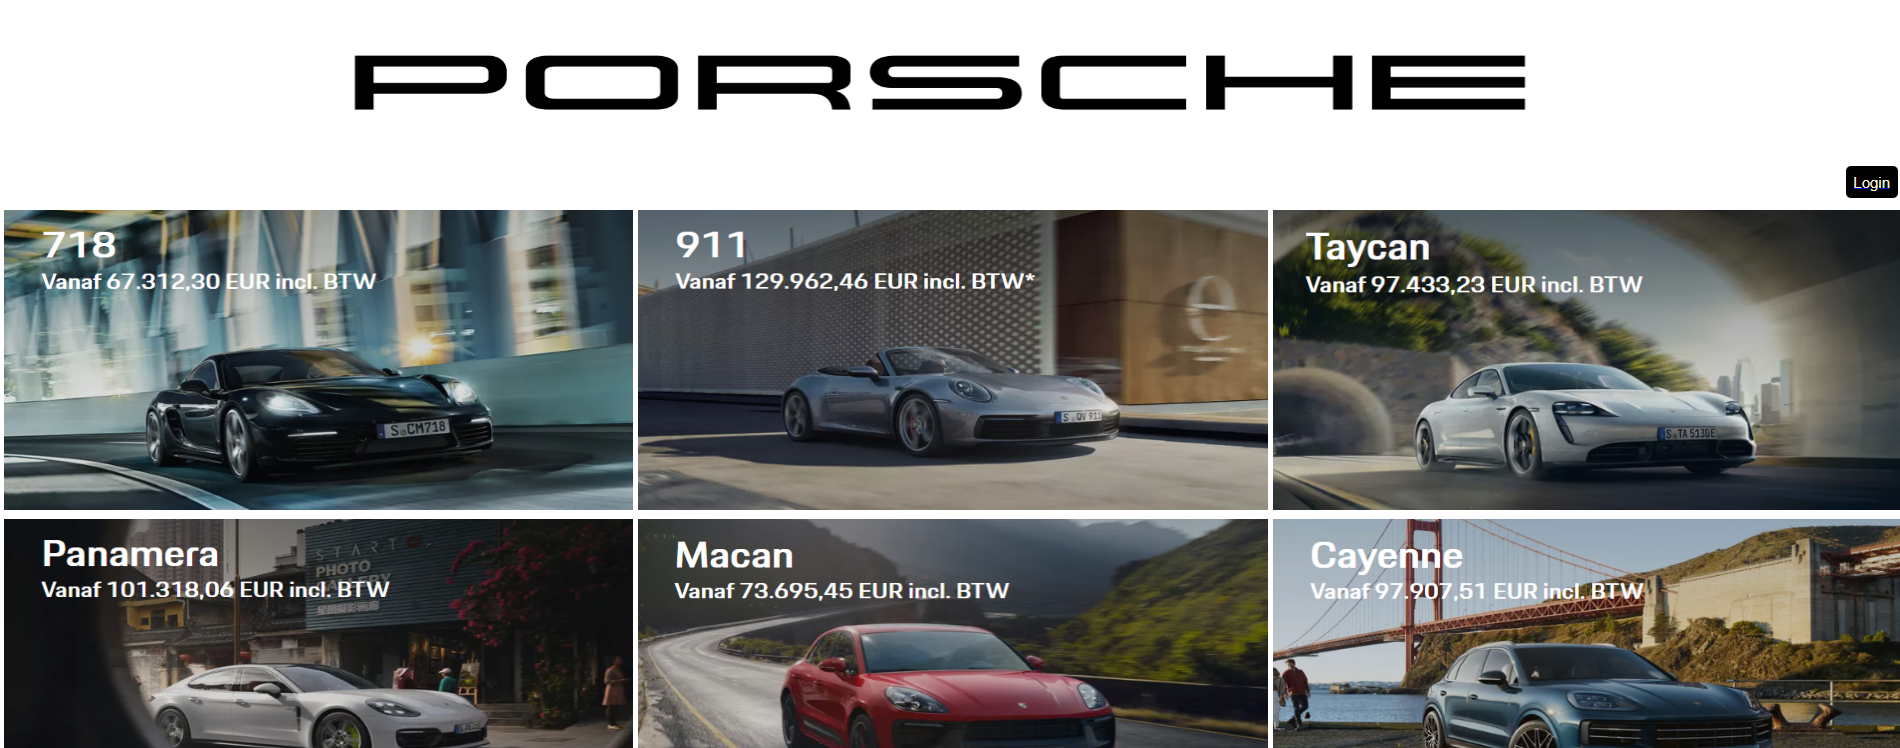 PORSCHE
Login
718
Vanaf 67.312,30 EUR incl. BTW
S CM718
911
Vanaf 129.962,46 EUR incl. BTW*
e
S QV 911
Taycan
Vanaf 97.433,23 EUR incl. BTW
S TA 5130E
Panamera
Vanaf 101.318,06 EUR incl. BTW
START
PHOTO
Macan
Vanaf 73.695,45 EUR incl. BTW
Cayenne
Vanaf 97.907,51 EUR incl. BTW